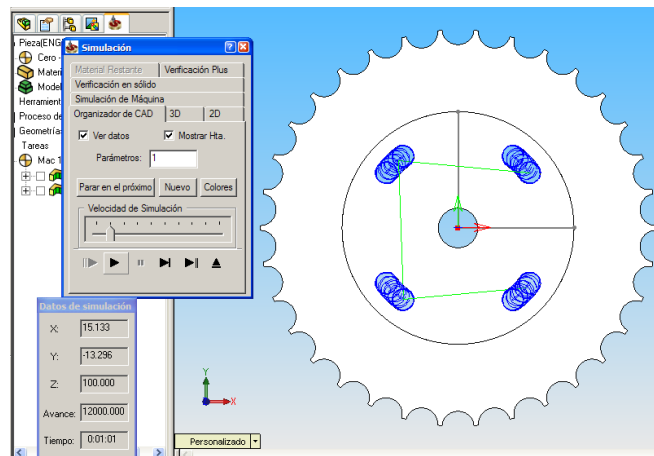 Pieza(ENG
Cero -
Materi
Model
Herramient
Proceso de
Geometrías
Tareas
Mac 1
Simulación
Material Restante
Verificación Plus
Verificación en sólido
Simulación de Máquina
Organizador de CAD
3D
2D
Ver datos
Mostrar Hta.
Parámetros:
1
Parar en el próximo
Nuevo
Colores
Velocidad de Simulación
Datos de simulación
X:
15.133
Y:
-13.296
Z:
100.000
Avance:
12000.000
Tiempo:
0:01:01
Y
X
Personalizado